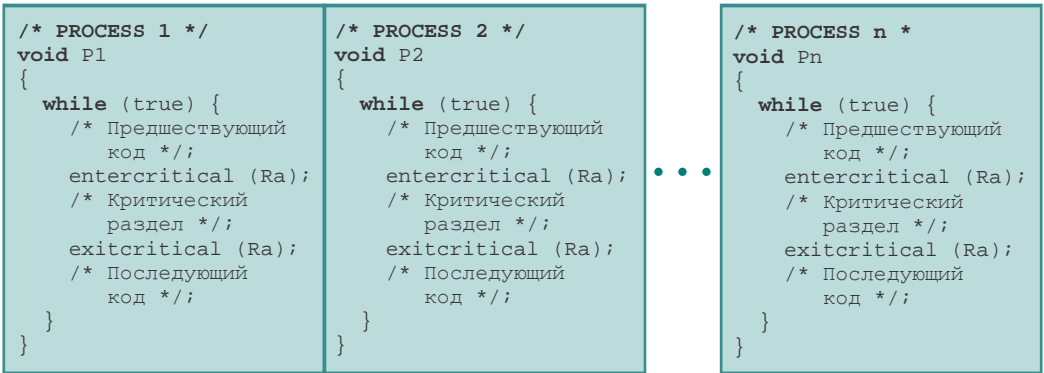 /* PROCESS 1 */
void P1
{
while (true) {
/* Предшествующий
код */;
entercritical (Ra);
/* Критический
раздел */;
exitcritical (Ra);
/* Последующий
код */;
}
}
/* PROCESS 2 */
void P2
{
while (true) {
/* Предшествующий
код */;
entercritical (Ra);
/* Критический
раздел */;
exitcritical (Ra);
/* Последующий
код */;
}
}
• • •
/* PROCESS n *
void Pn
{
while (true) {
/* Предшествующий
код */;
entercritical (Ra);
/* Критический
раздел */;
exitcritical (Ra);
/* Последующий
код */;
}
}